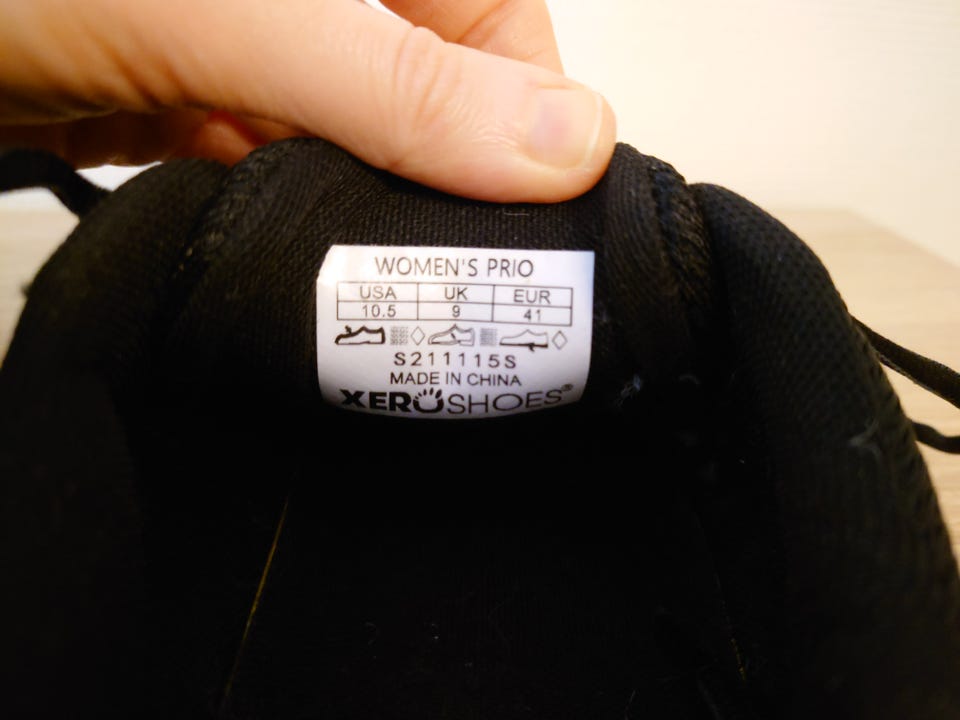 WOMEN'S PRIO
USA UK EUR
10.5 9 41
S211115S
MADE IN CHINA
XEROSHOES®